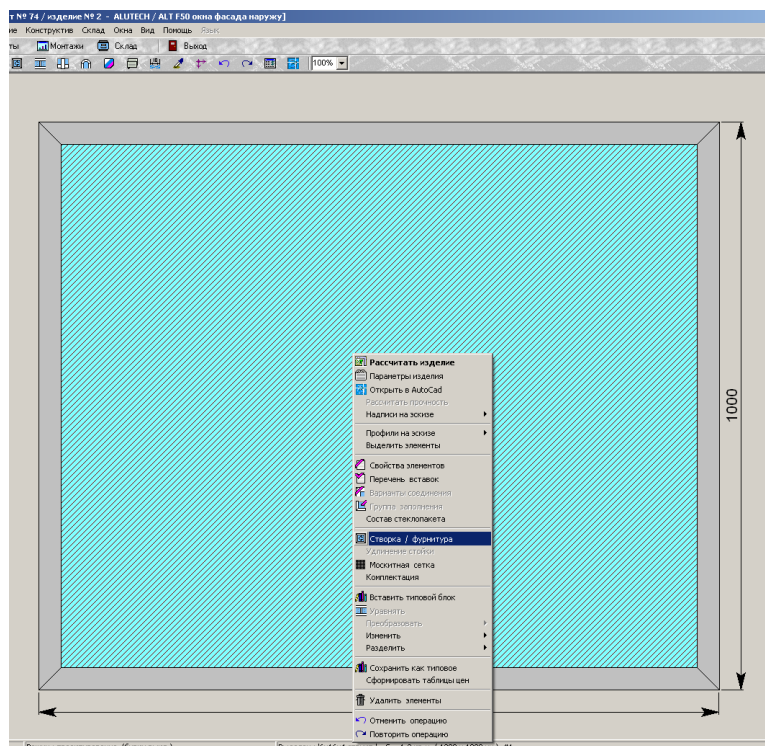 т № 74 / изделие № 2 - ALUTECH / ALT F50 окна фасада наружу]
ие Конструктив Склад Окна Вид Помощь Язык
ты Монтажи Склад Выход
100%
1000
Рассчитать изделие
Параметры изделия
Открыть в AutoCad
Рассчитать прочность
Надписи на эскизе
Профили на эскизе
Выделить элементы
Свойства элементов
Перечень вставок
Варианты соединения
Группа заполнения
Состав стеклопакета
Створка / фурнитура
Удлинение стойки
Москитная сетка
Комплектация
Вставить типовой блок
Уравнять
Преобразовать
Изменить
Разделить
Сохранить как типовое
Сформировать таблицы цен
Удалить элементы
Отменить операцию
Повторить операцию